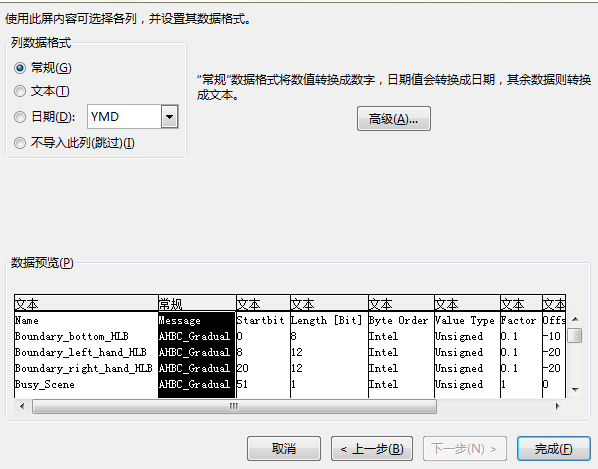 使用此屏内容可选择各列，并设置其数据格式。
列数据格式
常规(G)
文本(T)
日期(D): YMD
不导入此列(跳过)(I)
“常规”数据格式将数值转换成数字，日期值会转换成日期，其余数据则转换成文本。
高级(A)...
数据预览(P)
文本 常规 文本 文本 文本 文本 文本 文本
Name Message Startbit Length [Bit] Byte Order Value Type Factor Offs
Boundary_bottom_HLB AHBC_Gradual 0 8 Intel Unsigned 0.1 -10
Boundary_left_hand_HLB AHBC_Gradual 8 12 Intel Unsigned 0.1 -20
Boundary_right_hand_HLB AHBC_Gradual 20 12 Intel Unsigned 0.1 -20
Busy_Scene AHBC_Gradual 51 1 Intel Unsigned 1 0
取消 < 上一步(B) 下一步(N) > 完成(F)